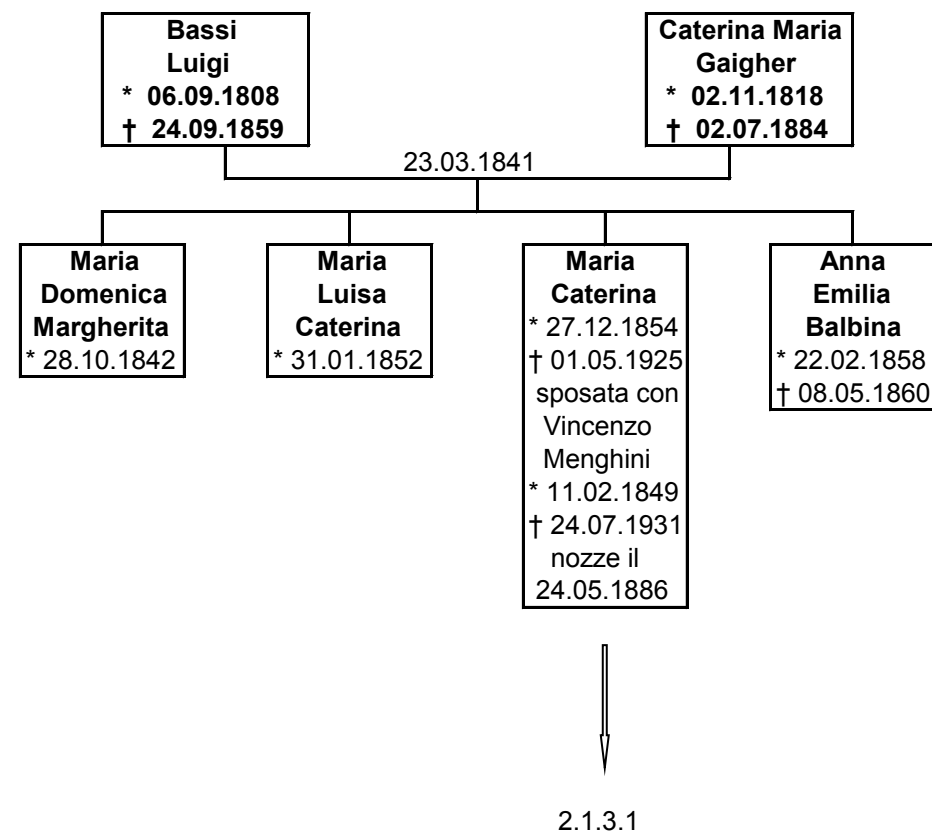 Bassi
Luigi
* 06.09.1808
† 24.09.1859
Caterina Maria
Gaigher
* 02.11.1818
† 02.07.1884
23.03.1841
Maria
Domenica
Margherita
* 28.10.1842
Maria
Luisa
Caterina
* 31.01.1852
Maria
Caterina
* 27.12.1854
† 01.05.1925
sposata con
Vincenzo
Menghini
* 11.02.1849
† 24.07.1931
nozze il
24.05.1886
Anna
Emilia
Balbina
* 22.02.1858
† 08.05.1860
2.1.3.1